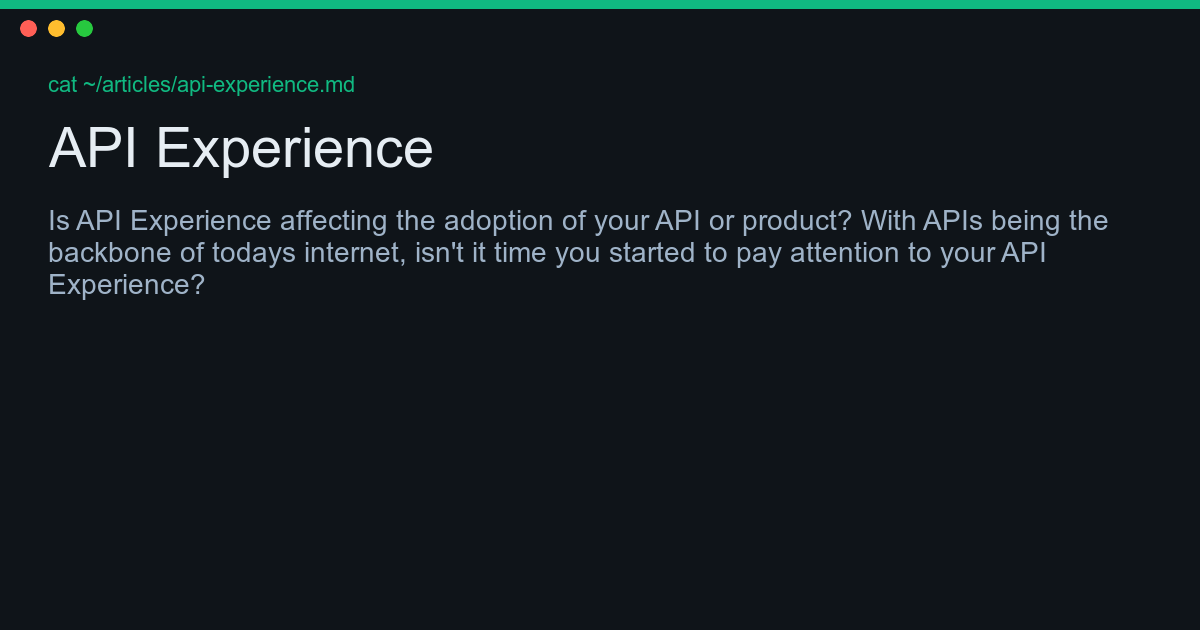 cat ~/articles/api-experience.md
API Experience
Is API Experience affecting the adoption of your API or product? With APIs being the
backbone of todays internet, isn't it time you started to pay attention to your API
Experience?